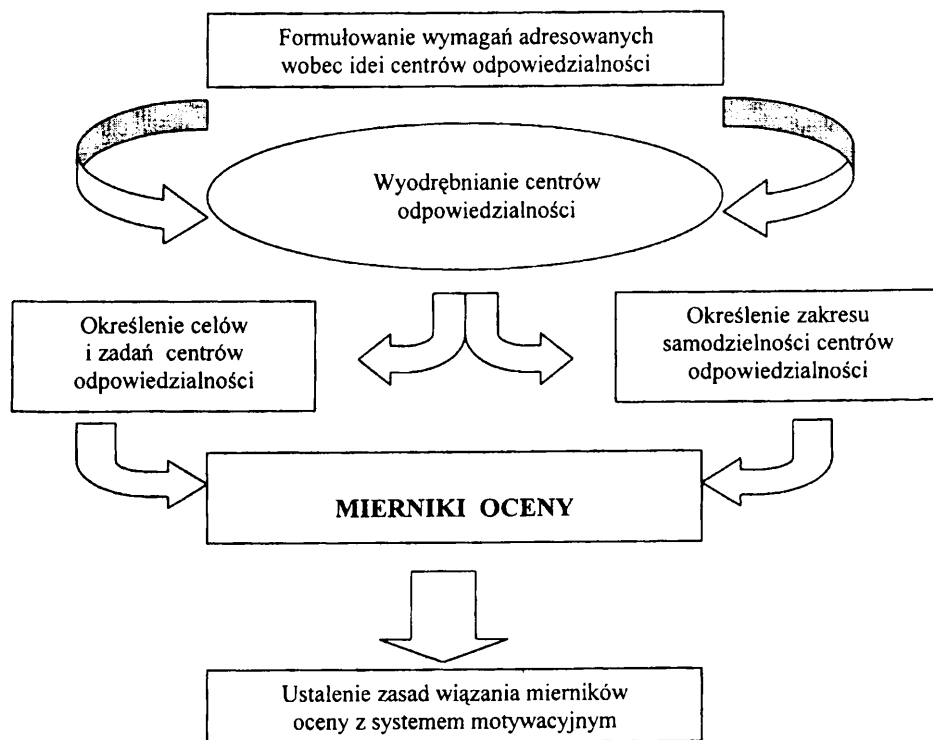 Formułowanie wymagań adresowanych
wobec idei centrów odpowiedzialności
Wyodrębnianie centrów
odpowiedzialności
Określenie celów
i zadań centrów
odpowiedzialności
Określenie zakresu
samodzielności centrów
odpowiedzialności
MIERNIKI OCENY
Ustalenie zasad wiązania mierników
oceny z systemem motywacyjnym